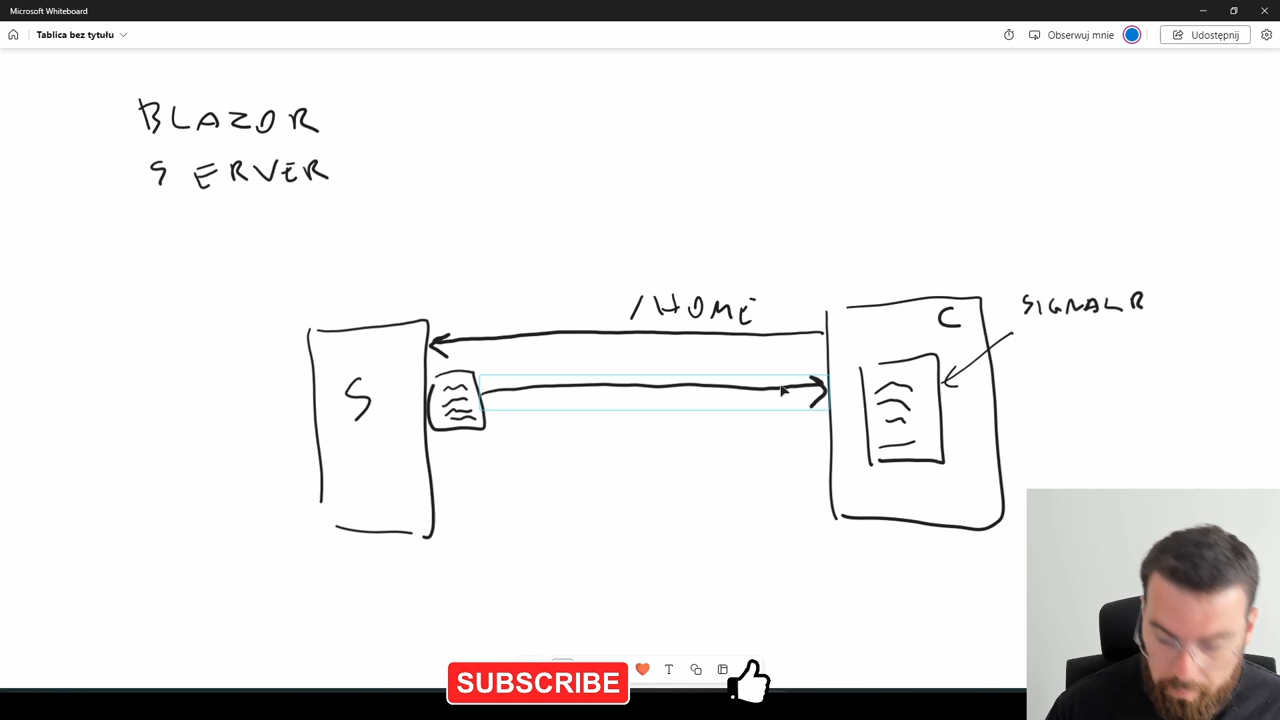 Microsoft Whiteboard
Tablica bez tytułu
Obserwuj mnie
Udostępnij
BLAZOR
SERVER
/HOME
SIGNALR
C
S
T
SUBSCRIBE